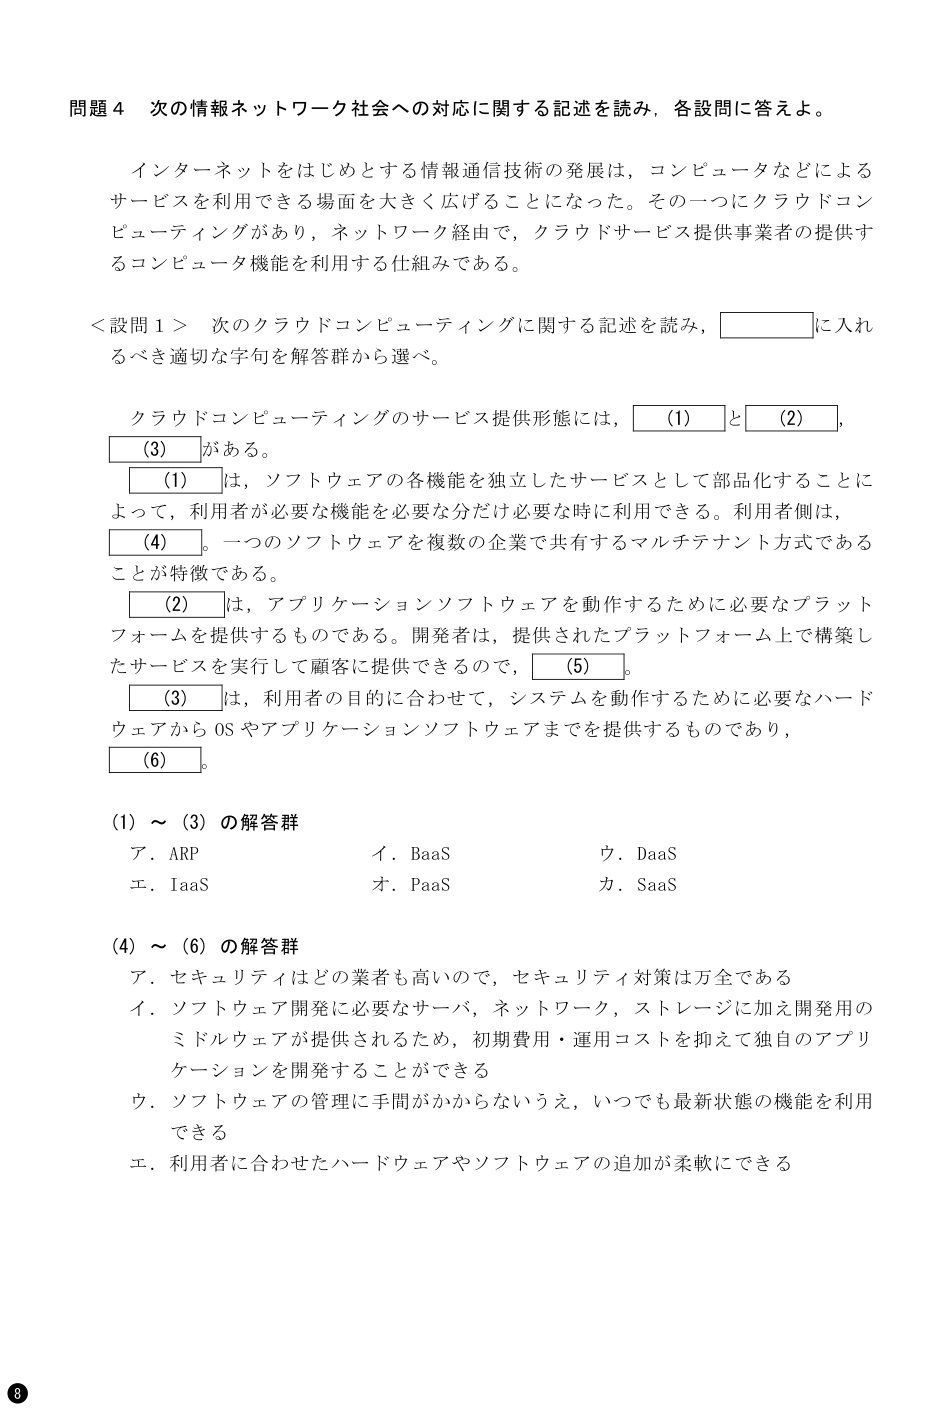 問題４　次の情報ネットワーク社会への対応に関する記述を読み，各設問に答えよ。
インターネットをはじめとする情報通信技術の発展は，コンピュータなどによる
サービスを利用できる場面を大きく広げることになった。その一つにクラウドコン
ピューティングがあり，ネットワーク経由で，クラウドサービス提供事業者の提供す
るコンピュータ機能を利用する仕組みである。
＜設問１＞　次のクラウドコンピューティングに関する記述を読み，　　　　に入れ
るべき適切な字句を解答群から選べ。
クラウドコンピューティングのサービス提供形態には，（1）と（2），
（3）がある。
（1）は，ソフトウェアの各機能を独立したサービスとして部品化することに
よって，利用者が必要な機能を必要な分だけ必要な時に利用できる。利用者側は，
（4）。一つのソフトウェアを複数の企業で共有するマルチテナント方式である
ことが特徴である。
（2）は，アプリケーションソフトウェアを動作するために必要なプラット
フォームを提供するものである。開発者は，提供されたプラットフォーム上で構築し
たサービスを実行して顧客に提供できるので，（5）。
（3）は，利用者の目的に合わせて，システムを動作するために必要なハード
ウェアから OS やアプリケーションソフトウェアまでを提供するものであり，
（6）。
（1）～（3）の解答群
ア．ARP　イ．BaaS　ウ．DaaS
エ．IaaS　オ．PaaS　カ．SaaS
（4）～（6）の解答群
ア．セキュリティはどの業者も高いので，セキュリティ対策は万全である
イ．ソフトウェア開発に必要なサーバ，ネットワーク，ストレージに加え開発用の
ミドルウェアが提供されるため，初期費用・運用コストを抑えて独自のアプリ
ケーションを開発することができる
ウ．ソフトウェアの管理に手間がかからないうえ，いつでも最新状態の機能を利用
できる
エ．利用者に合わせたハードウェアやソフトウェアの追加が柔軟にできる
8